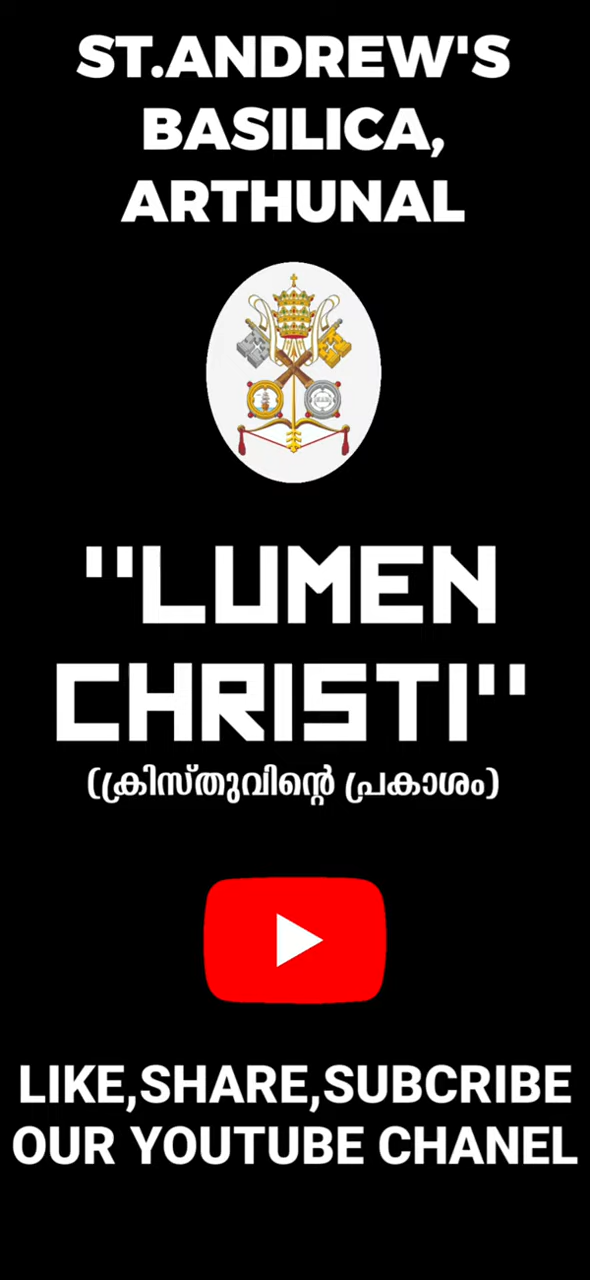 ST.ANDREW'S
BASILICA,
ARTHUNAL
"LUMEN
CHRISTI"
(ക്രിസ്തുവിന്റെ പ്രകാശം)
LIKE,SHARE,SUBCRIBE
OUR YOUTUBE CHANEL